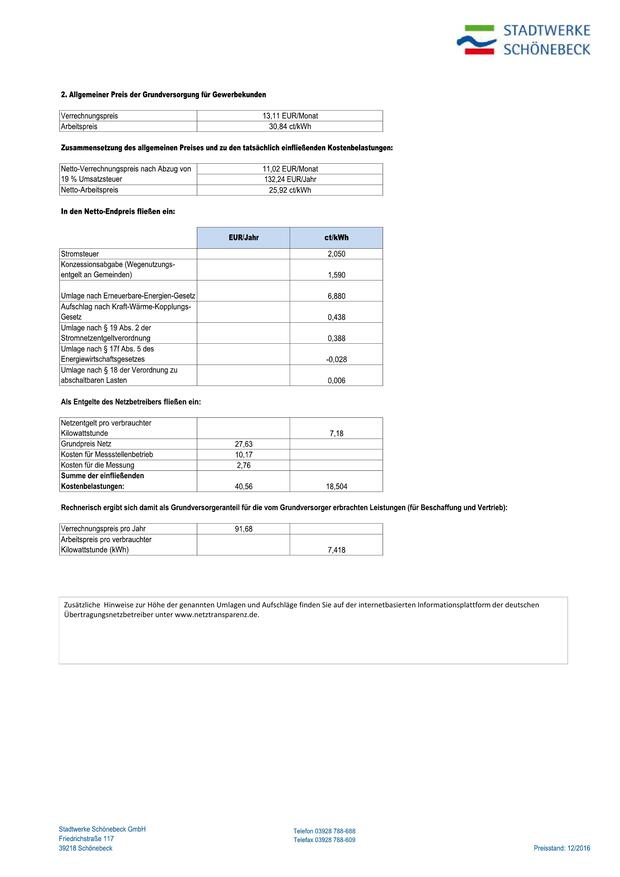 STADTWERKE
SCHÖNEBECK
2. Allgemeiner Preis der Grundversorgung für Gewerbekunden
Verrechnungspreis 13,11 EUR/Monat
Arbeitspreis 30,84 ct/kWh
Zusammensetzung des allgemeinen Preises und zu den tatsächlich einfließenden Kostenbelastungen:
Netto-Verrechnungspreis nach Abzug von 11,02 EUR/Monat
19 % Umsatzsteuer 132,24 EUR/Jahr
Netto-Arbeitspreis 25,92 ct/kWh
In den Netto-Endpreis fließen ein:
EUR/Jahr ct/kWh
Stromsteuer 2,050
Konzessionsabgabe (Wegenutzungs-
entgelt an Gemeinden) 1,590
Umlage nach Erneuerbare-Energien-Gesetz 6,880
Aufschlag nach Kraft-Wärme-Kopplungs-
Gesetz 0,438
Umlage nach § 19 Abs. 2 der
Stromnetzentgeltverordnung 0,388
Umlage nach § 17f Abs. 5 des
Energiewirtschaftsgesetzes -0,028
Umlage nach § 18 der Verordnung zu
abschaltbaren Lasten 0,006
Als Entgelte des Netzbetreibers fließen ein:
Netzentgelt pro verbrauchter
Kilowattstunde 7,18
Grundpreis Netz 27,63
Kosten für Messstellenbetrieb 10,17
Kosten für die Messung 2,76
Summe der einfließenden
Kostenbelastungen: 40,56 18,504
Rechnerisch ergibt sich damit als Grundversorgeranteil für die vom Grundversorger erbrachten Leistungen (für Beschaffung und Vertrieb):
Verrechnungspreis pro Jahr 91,68
Arbeitspreis pro verbrauchter
Kilowattstunde (kWh) 7,418
Zusätzliche Hinweise zur Höhe der genannten Umlagen und Aufschläge finden Sie auf der internetbasierten Informationsplattform der deutschen
Übertragungsnetzbetreiber unter www.netztransparenz.de.
Stadtwerke Schönebeck GmbH
Friedrichstraße 117
39218 Schönebeck
Telefon 03928 788-688
Telefax 03928 788-609
Preisstand: 12/2016